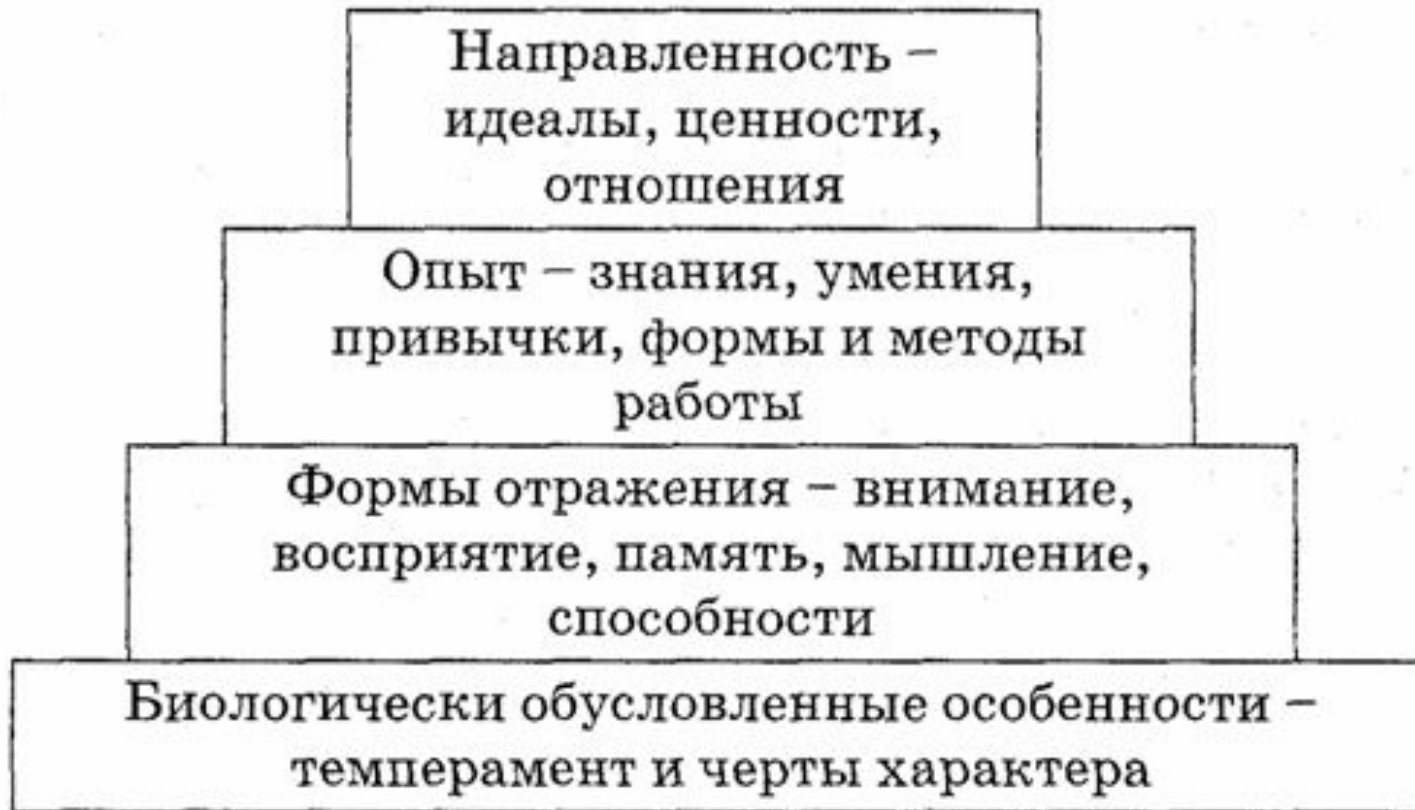 Направленность –
идеалы, ценности,
отношения
Опыт – знания, умения,
привычки, формы и методы
работы
Формы отражения – внимание,
восприятие, память, мышление,
способности
Биологически обусловленные особенности –
темперамент и черты характера